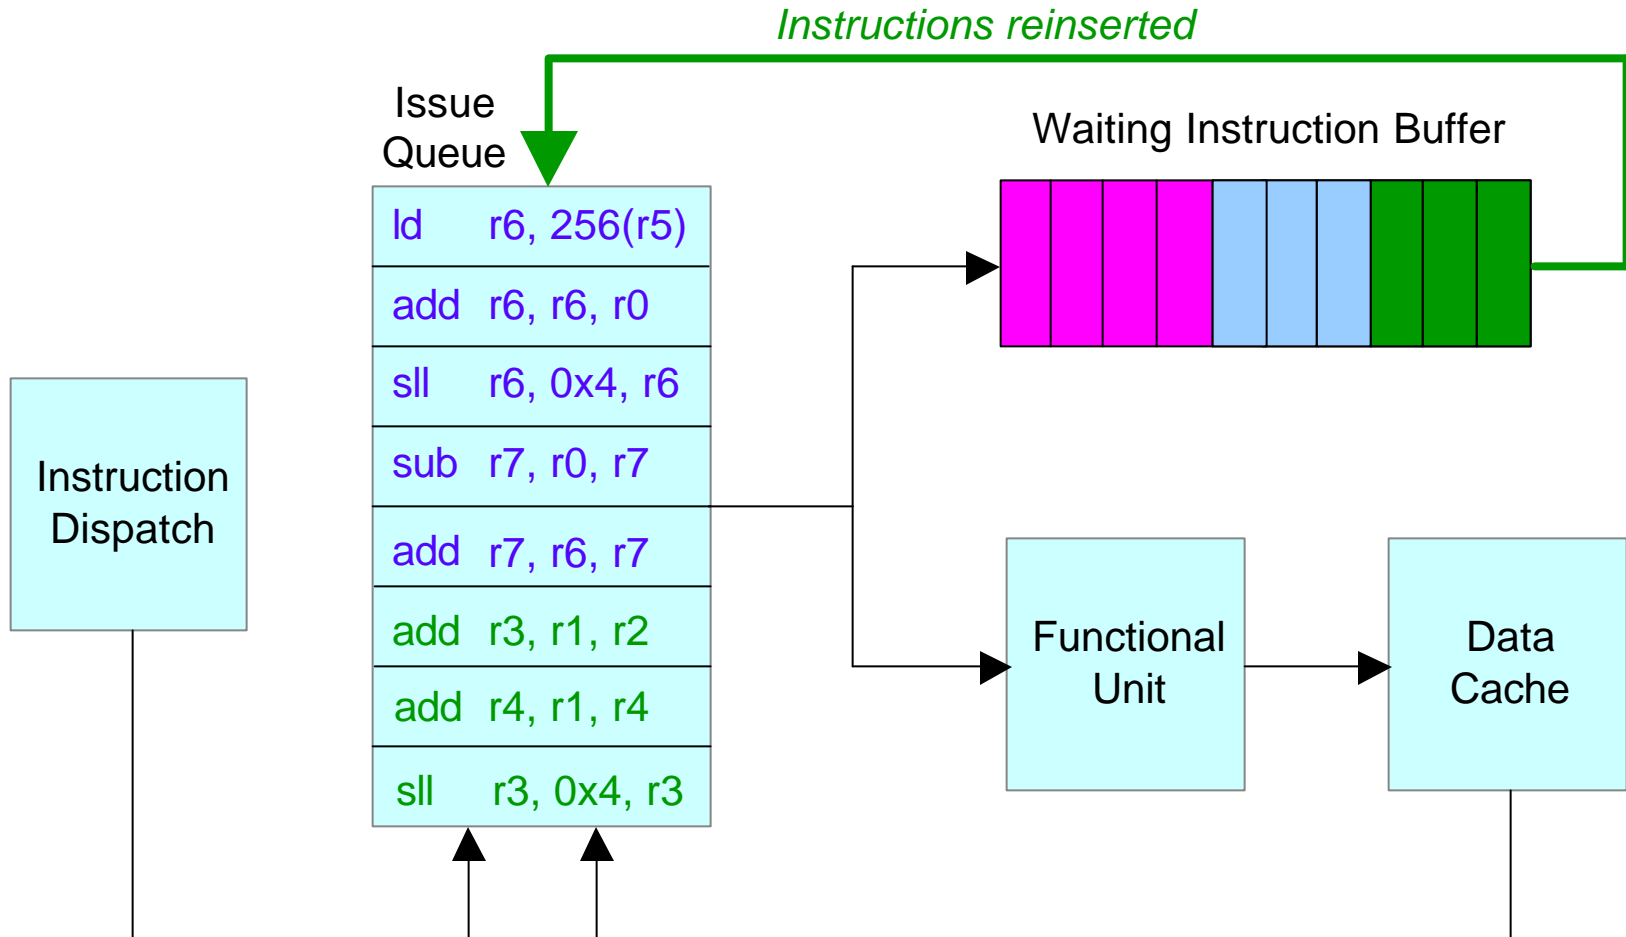 Instructions reinserted
Issue
Queue
Waiting Instruction Buffer
ld r6, 256(r5)
add r6, r6, r0
sll r6, 0x4, r6
sub r7, r0, r7
add r7, r6, r7
add r3, r1, r2
add r4, r1, r4
sll r3, 0x4, r3
Instruction
Dispatch
Functional
Unit
Data
Cache